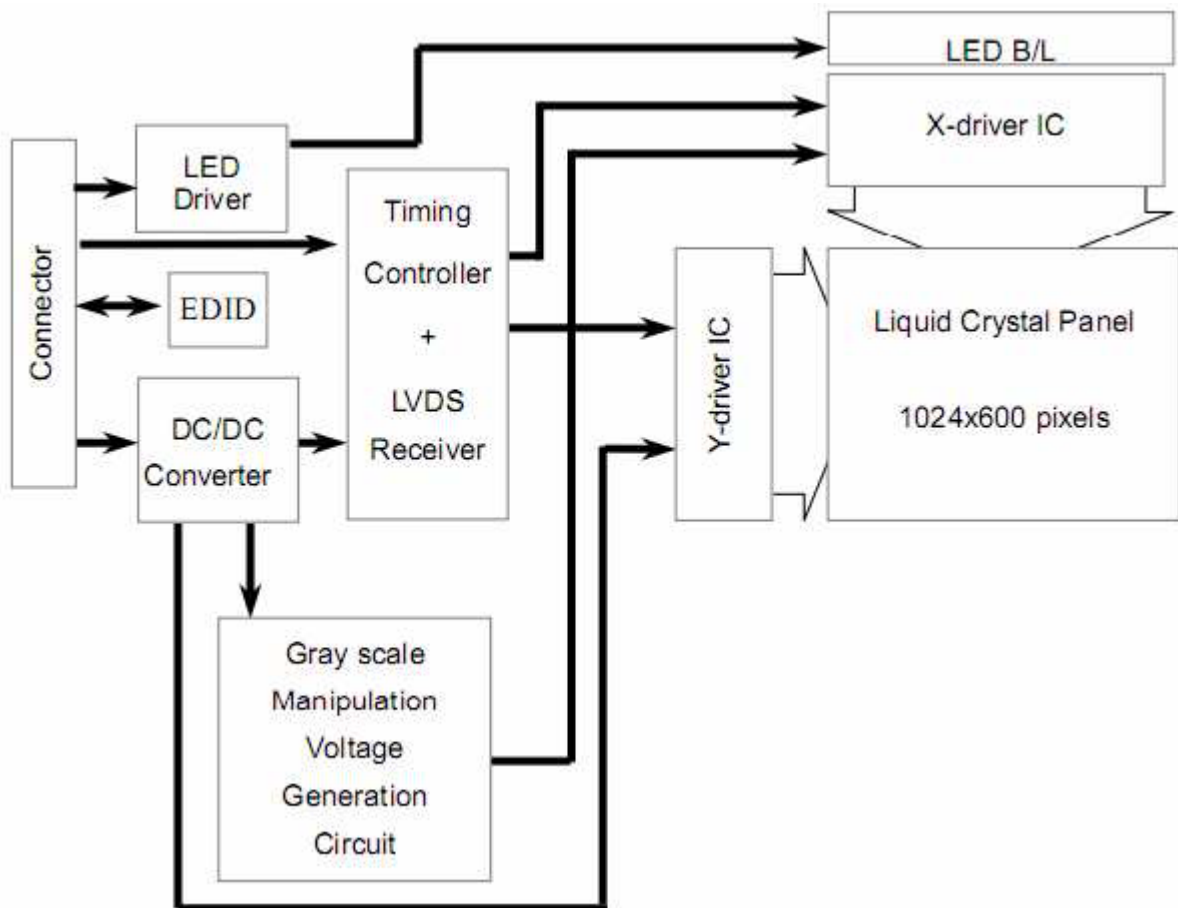 LED B/L
X-driver IC
LED
Driver
Timing
Controller
+
LVDS
Receiver
Connector
EDID
DC/DC
Converter
Y-driver IC
Liquid Crystal Panel
1024x600 pixels
Gray scale
Manipulation
Voltage
Generation
Circuit